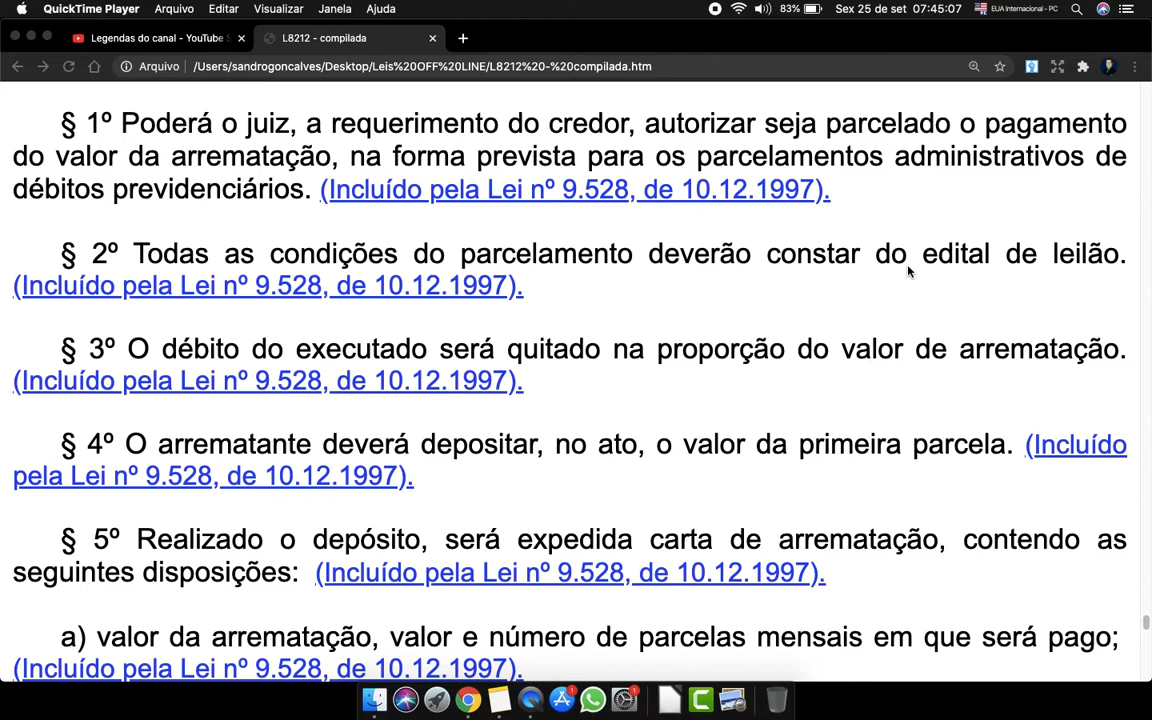 QuickTime Player Arquivo Editar Visualizar Janela Ajuda 83% Sex 25 de set 07:45:07 EUA Internacional - PC
Legendas do canal - YouTube L8212 - compilada
Arquivo /Users/sandrogoncalves/Desktop/Leis%20OFF%20LINE/L8212%20-%20compilada.htm
§ 1º Poderá o juiz, a requerimento do credor, autorizar seja parcelado o pagamento
do valor da arrematação, na forma prevista para os parcelamentos administrativos de
débitos previdenciários. (Incluído pela Lei nº 9.528, de 10.12.1997).
§ 2º Todas as condições do parcelamento deverão constar do edital de leilão.
(Incluído pela Lei nº 9.528, de 10.12.1997).
§ 3º O débito do executado será quitado na proporção do valor de arrematação.
(Incluído pela Lei nº 9.528, de 10.12.1997).
§ 4º O arrematante deverá depositar, no ato, o valor da primeira parcela. (Incluído
pela Lei nº 9.528, de 10.12.1997).
§ 5º Realizado o depósito, será expedida carta de arrematação, contendo as
seguintes disposições: (Incluído pela Lei nº 9.528, de 10.12.1997).
a) valor da arrematação, valor e número de parcelas mensais em que será pago;
(Incluído pela Lei nº 9.528, de 10.12.1997).